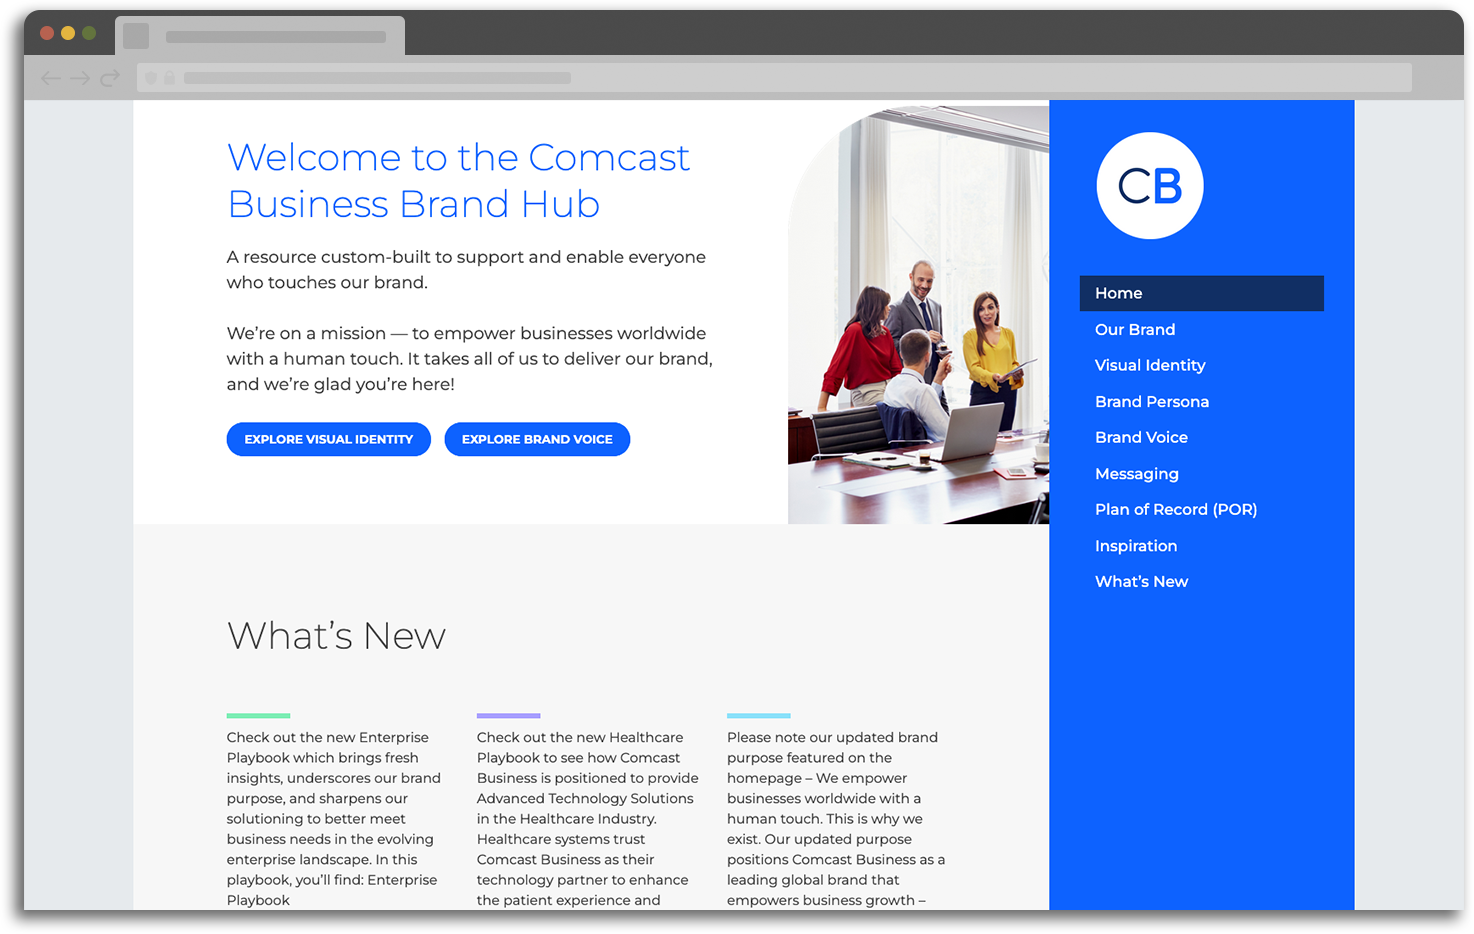 Welcome to the Comcast
Business Brand Hub
A resource custom-built to support and enable everyone
who touches our brand.
We’re on a mission — to empower businesses worldwide
with a human touch. It takes all of us to deliver our brand,
and we’re glad you’re here!
EXPLORE VISUAL IDENTITY
EXPLORE BRAND VOICE
CB
Home
Our Brand
Visual Identity
Brand Persona
Brand Voice
Messaging
Plan of Record (POR)
Inspiration
What’s New
What’s New
Check out the new Enterprise
Playbook which brings fresh
insights, underscores our brand
purpose, and sharpens our
solutioning to better meet
business needs in the evolving
enterprise landscape. In this
playbook, you’ll find: Enterprise
Playbook
Check out the new Healthcare
Playbook to see how Comcast
Business is positioned to provide
Advanced Technology Solutions
in the Healthcare Industry.
Healthcare systems trust
Comcast Business as their
technology partner to enhance
the patient experience and
Please note our updated brand
purpose featured on the
homepage – We empower
businesses worldwide with a
human touch. This is why we
exist. Our updated purpose
positions Comcast Business as a
leading global brand that
empowers business growth –